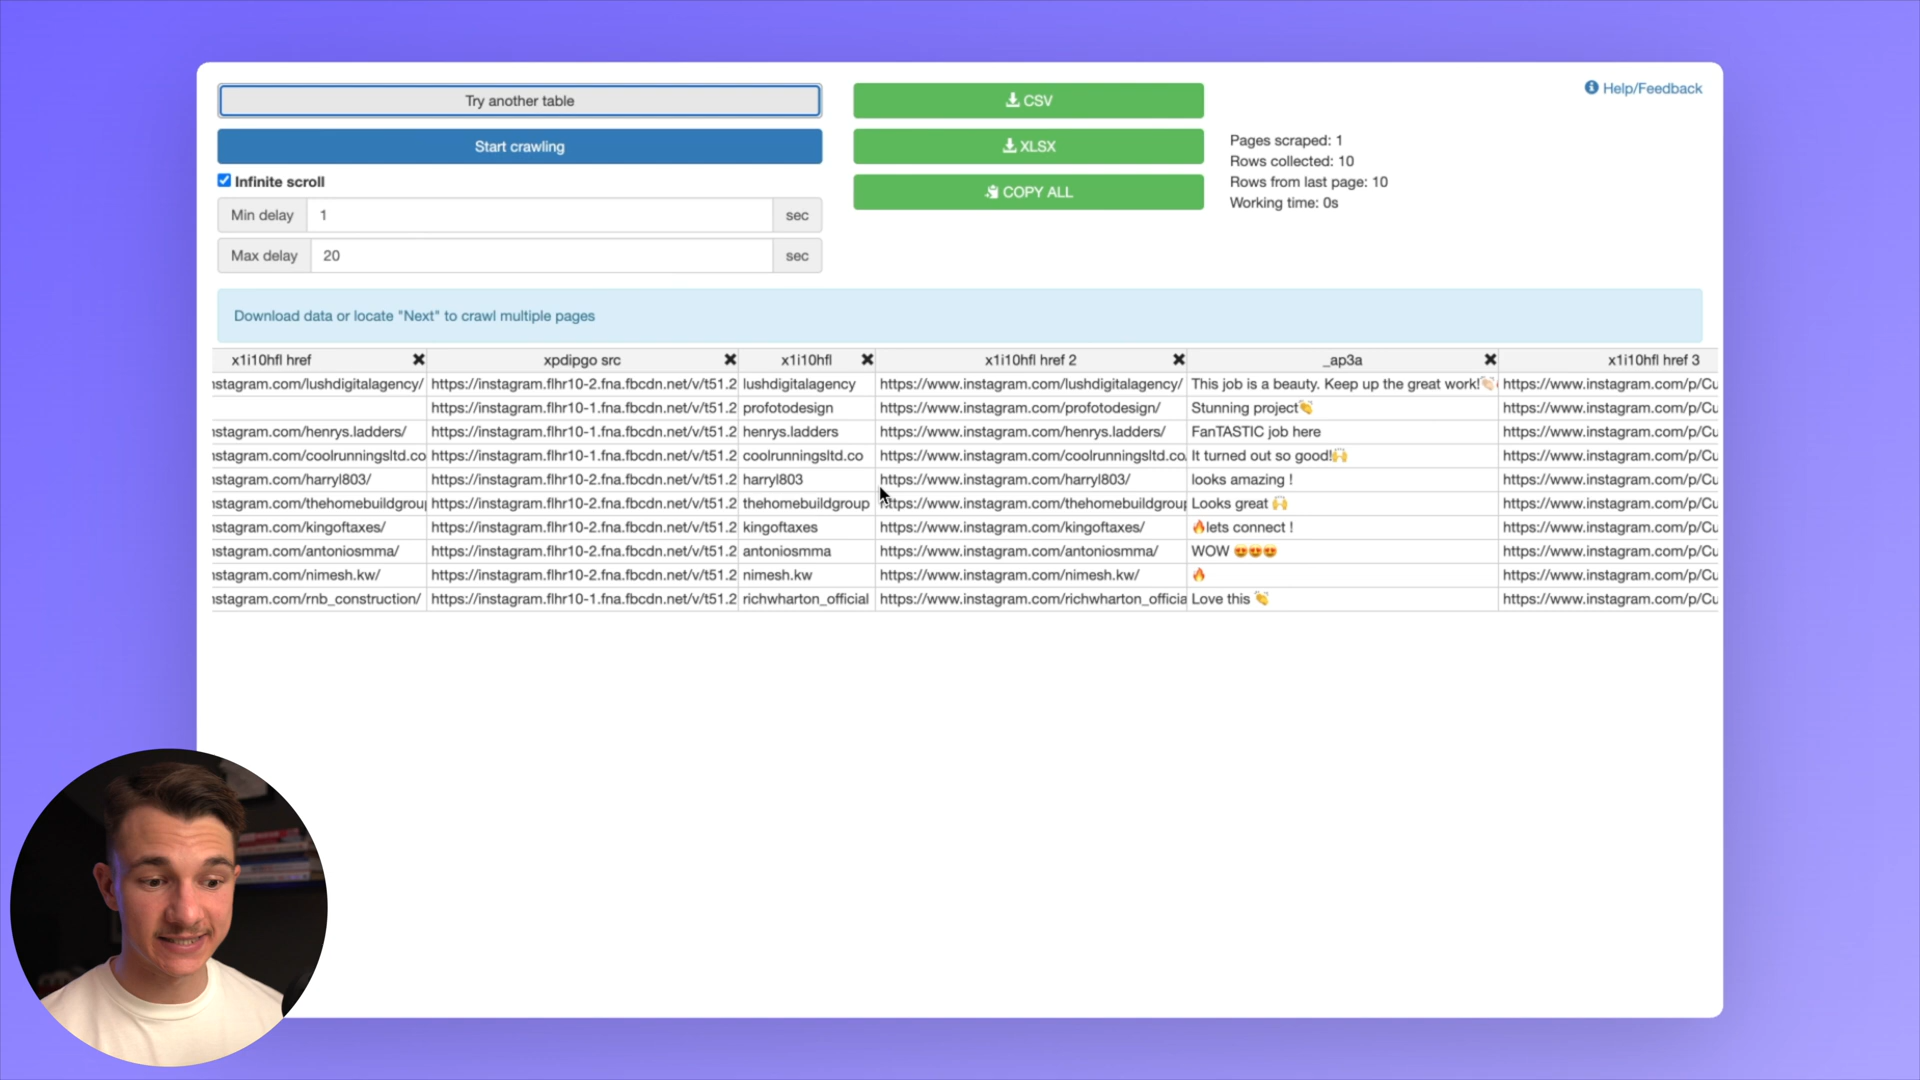 Try another table
CSV
Help/Feedback
Start crawling
XLSX
Pages scraped: 1
Rows collected: 10
Infinite scroll
Rows from last page: 10
COPY ALL
Working time: 0s
Min delay 1 sec
Max delay 20 sec
Download data or locate "Next" to crawl multiple pages
x1i10hfl href ✖ xpdipgo src ✖ x1i10hfl ✖ x1i10hfl href 2 ✖ _ap3a ✖ x1i10hfl href 3
nstagram.com/lushdigitalagency/ https://instagram.flhr10-2.fna.fbcdn.net/v/t51.2 lushdigitalagency https://www.instagram.com/lushdigitalagency/ This job is a beauty. Keep up the great work!👏🏻 https://www.instagram.com/p/Cu
https://instagram.flhr10-1.fna.fbcdn.net/v/t51.2 profotodesign https://www.instagram.com/profotodesign/ Stunning project👏 https://www.instagram.com/p/Cu
nstagram.com/henrys.ladders/ https://instagram.flhr10-1.fna.fbcdn.net/v/t51.2 henrys.ladders https://www.instagram.com/henrys.ladders/ FanTASTIC job here https://www.instagram.com/p/Cu
nstagram.com/coolrunningsltd.co https://instagram.flhr10-1.fna.fbcdn.net/v/t51.2 coolrunningsltd.co https://www.instagram.com/coolrunningsltd.co. It turned out so good!🙌 https://www.instagram.com/p/Cu
nstagram.com/harryl803/ https://instagram.flhr10-2.fna.fbcdn.net/v/t51.2 harryl803 https://www.instagram.com/harryl803/ looks amazing ! https://www.instagram.com/p/Cu
nstagram.com/thehomebuildgroup https://instagram.flhr10-2.fna.fbcdn.net/v/t51.2 thehomebuildgroup https://www.instagram.com/thehomebuildgroup Looks great 🙌 https://www.instagram.com/p/Cu
nstagram.com/kingoftaxes/ https://instagram.flhr10-2.fna.fbcdn.net/v/t51.2 kingoftaxes https://www.instagram.com/kingoftaxes/ 🔥lets connect ! https://www.instagram.com/p/Cu
nstagram.com/antoniosmma/ https://instagram.flhr10-2.fna.fbcdn.net/v/t51.2 antoniosmma https://www.instagram.com/antoniosmma/ WOW 😍😍😍 https://www.instagram.com/p/Cu
nstagram.com/nimesh.kw/ https://instagram.flhr10-2.fna.fbcdn.net/v/t51.2 nimesh.kw https://www.instagram.com/nimesh.kw/ 🔥 https://www.instagram.com/p/Cu
nstagram.com/rnb_construction/ https://instagram.flhr10-1.fna.fbcdn.net/v/t51.2 richwharton_official https://www.instagram.com/richwharton_officia Love this 👏 https://www.instagram.com/p/Cu